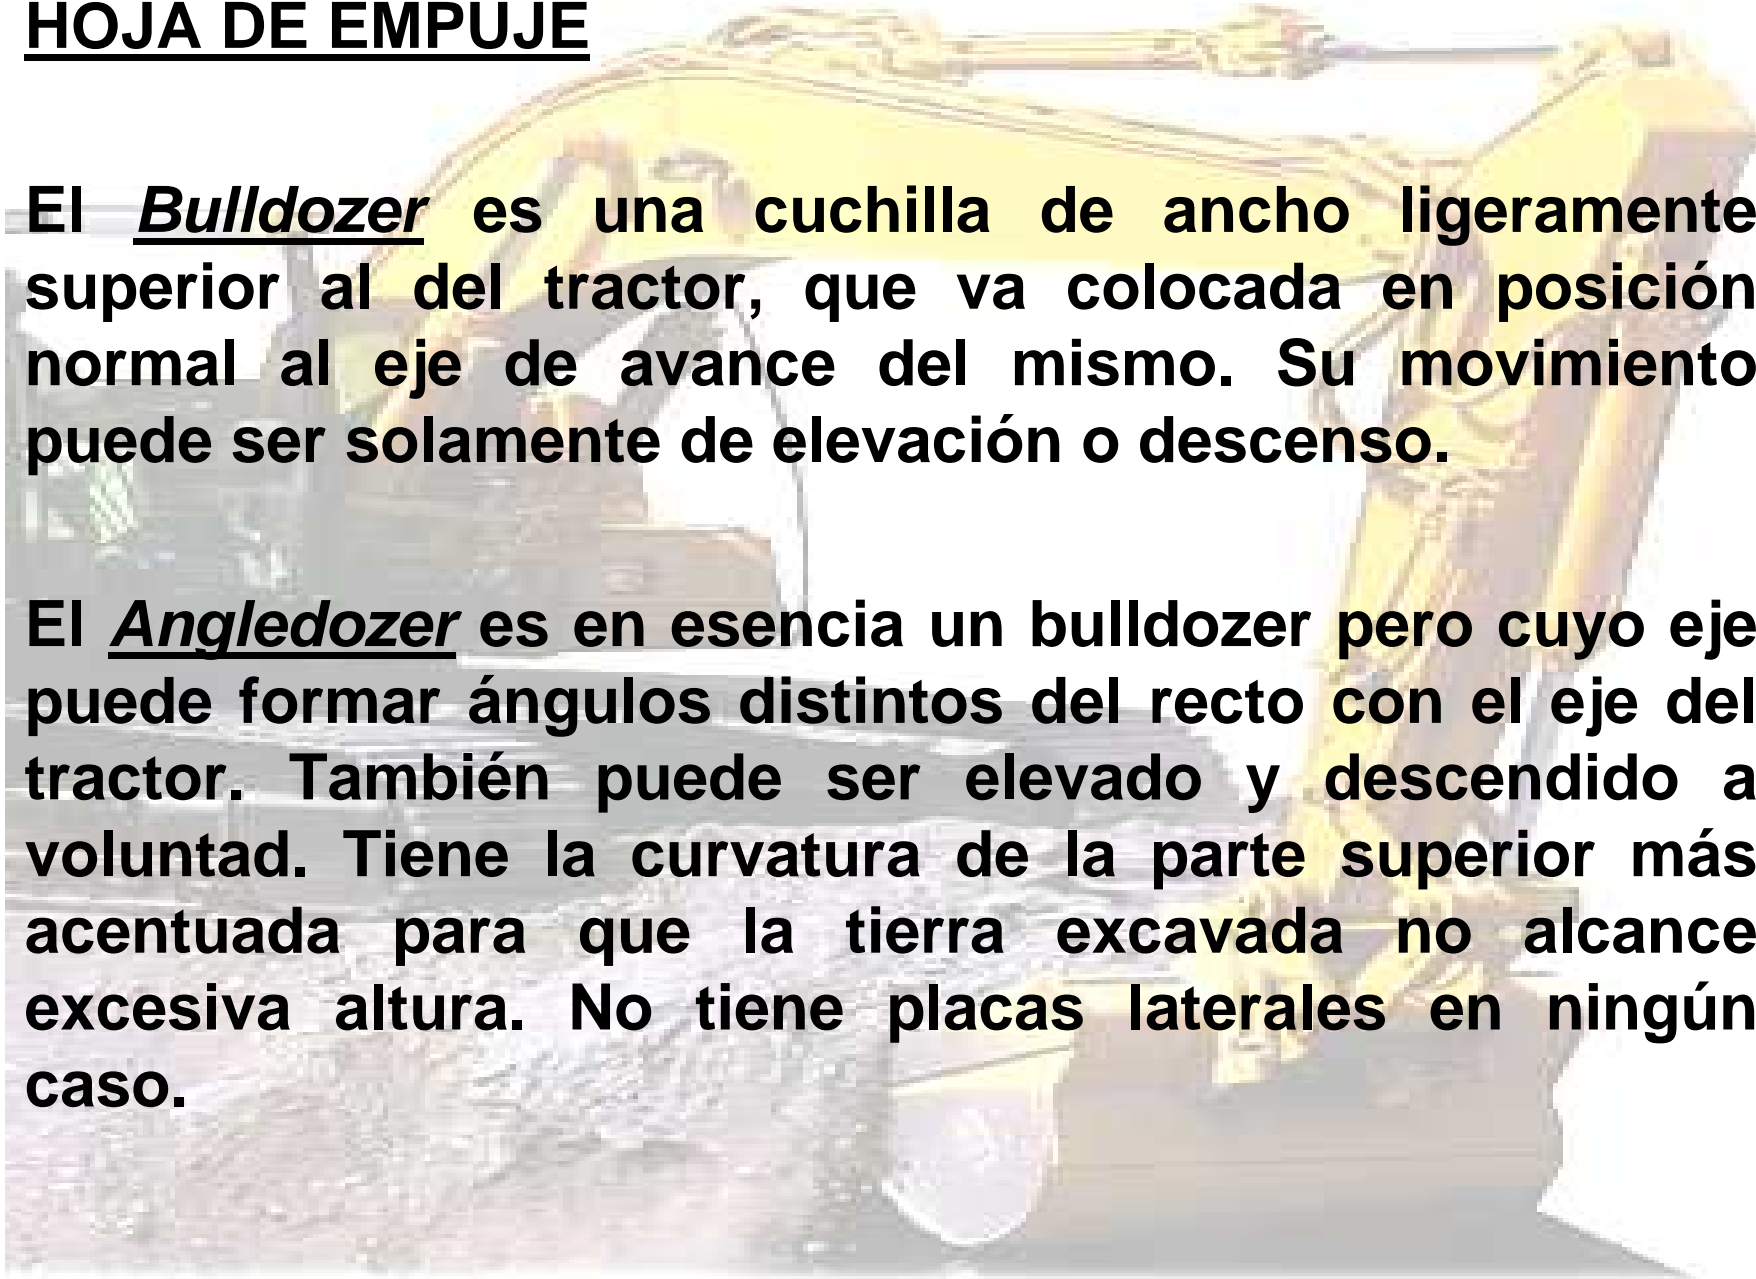 HOJA DE EMPUJE
El Bulldozer es una cuchilla de ancho ligeramente
superior al del tractor, que va colocada en posición
normal al eje de avance del mismo. Su movimiento
puede ser solamente de elevación o descenso.
El Angledozer es en esencia un bulldozer pero cuyo eje
puede formar ángulos distintos del recto con el eje del
tractor. También puede ser elevado y descendido a
voluntad. Tiene la curvatura de la parte superior más
acentuada para que la tierra excavada no alcance
excesiva altura. No tiene placas laterales en ningún
caso.